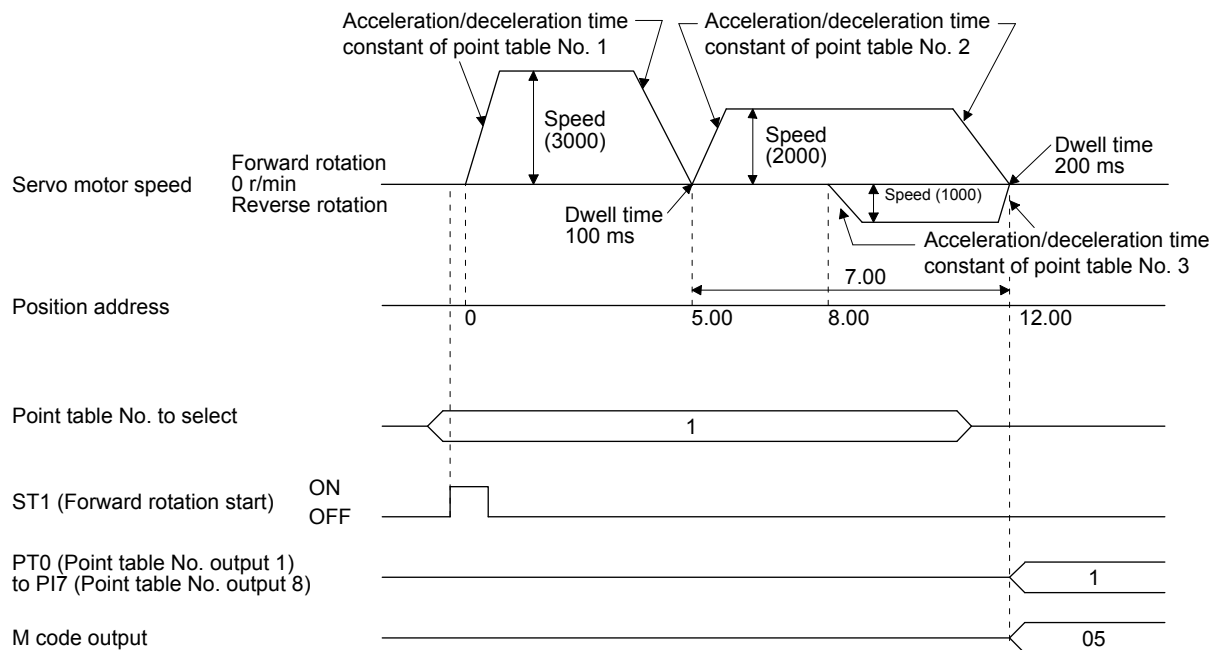 Acceleration/deceleration time
constant of point table No. 1
Acceleration/deceleration time
constant of point table No. 2
Speed
(3000)
Speed
(2000)
Dwell time
200 ms
Servo motor speed
Forward rotation
0 r/min
Reverse rotation
Dwell time
100 ms
Speed (1000)
Acceleration/deceleration time
constant of point table No. 3
7.00
Position address
0
5.00
8.00
12.00
Point table No. to select
1
ST1 (Forward rotation start)
ON
OFF
PT0 (Point table No. output 1)
to PI7 (Point table No. output 8)
1
M code output
05